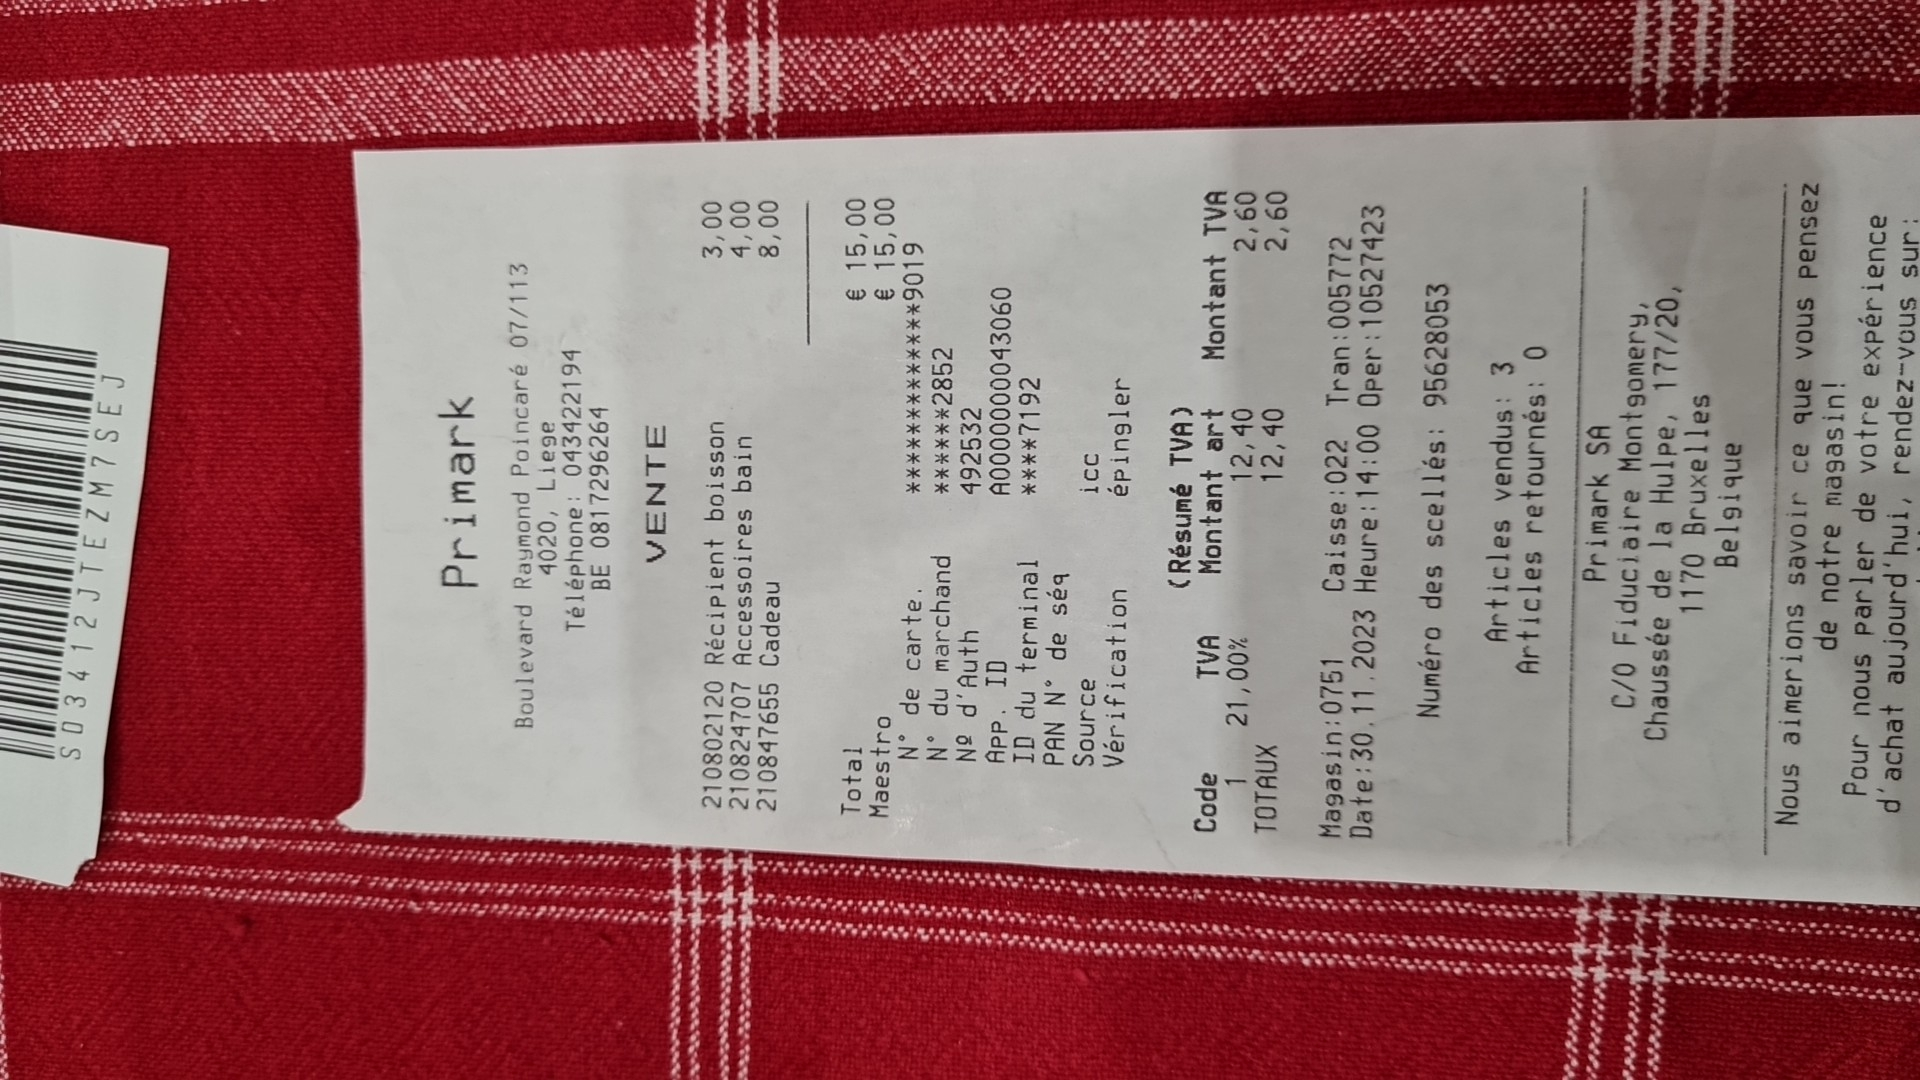 S03412JTEZM7SEJ
Primark
Boulevard Raymond Poincaré 07/113
4020, Liege
Téléphone: 043422194
BE 0817296264
VENTE
210802120 Récipient boisson 3,00
210824707 Accessoires bain 4,00
210847655 Cadeau 8,00
Total € 15,00
Maestro € 15,00
N° de carte. ***************9019
N° du marchand ******2852
Nº d'Auth 492532
App. ID A0000000043060
ID du terminal ****7192
PAN N° de séq
Source icc
Vérification épingler
(Résumé TVA)
Code TVA Montant art Montant TVA
1 21,00% 12,40 2,60
TOTAUX 12,40 2,60
Magasin:0751 Caisse:022 Tran:005772
Date:30.11.2023 Heure:14:00 Oper:10527423
Numéro des scellés: 95628053
Articles vendus: 3
Articles retournés: 0
Primark SA
C/O Fiduciaire Montgomery,
Chaussée de la Hulpe, 177/20,
1170 Bruxelles
Belgique
Nous aimerions savoir ce que vous pensez
de notre magasin!
Pour nous parler de votre expérience
d'achat aujourd'hui, rendez-vous sur: